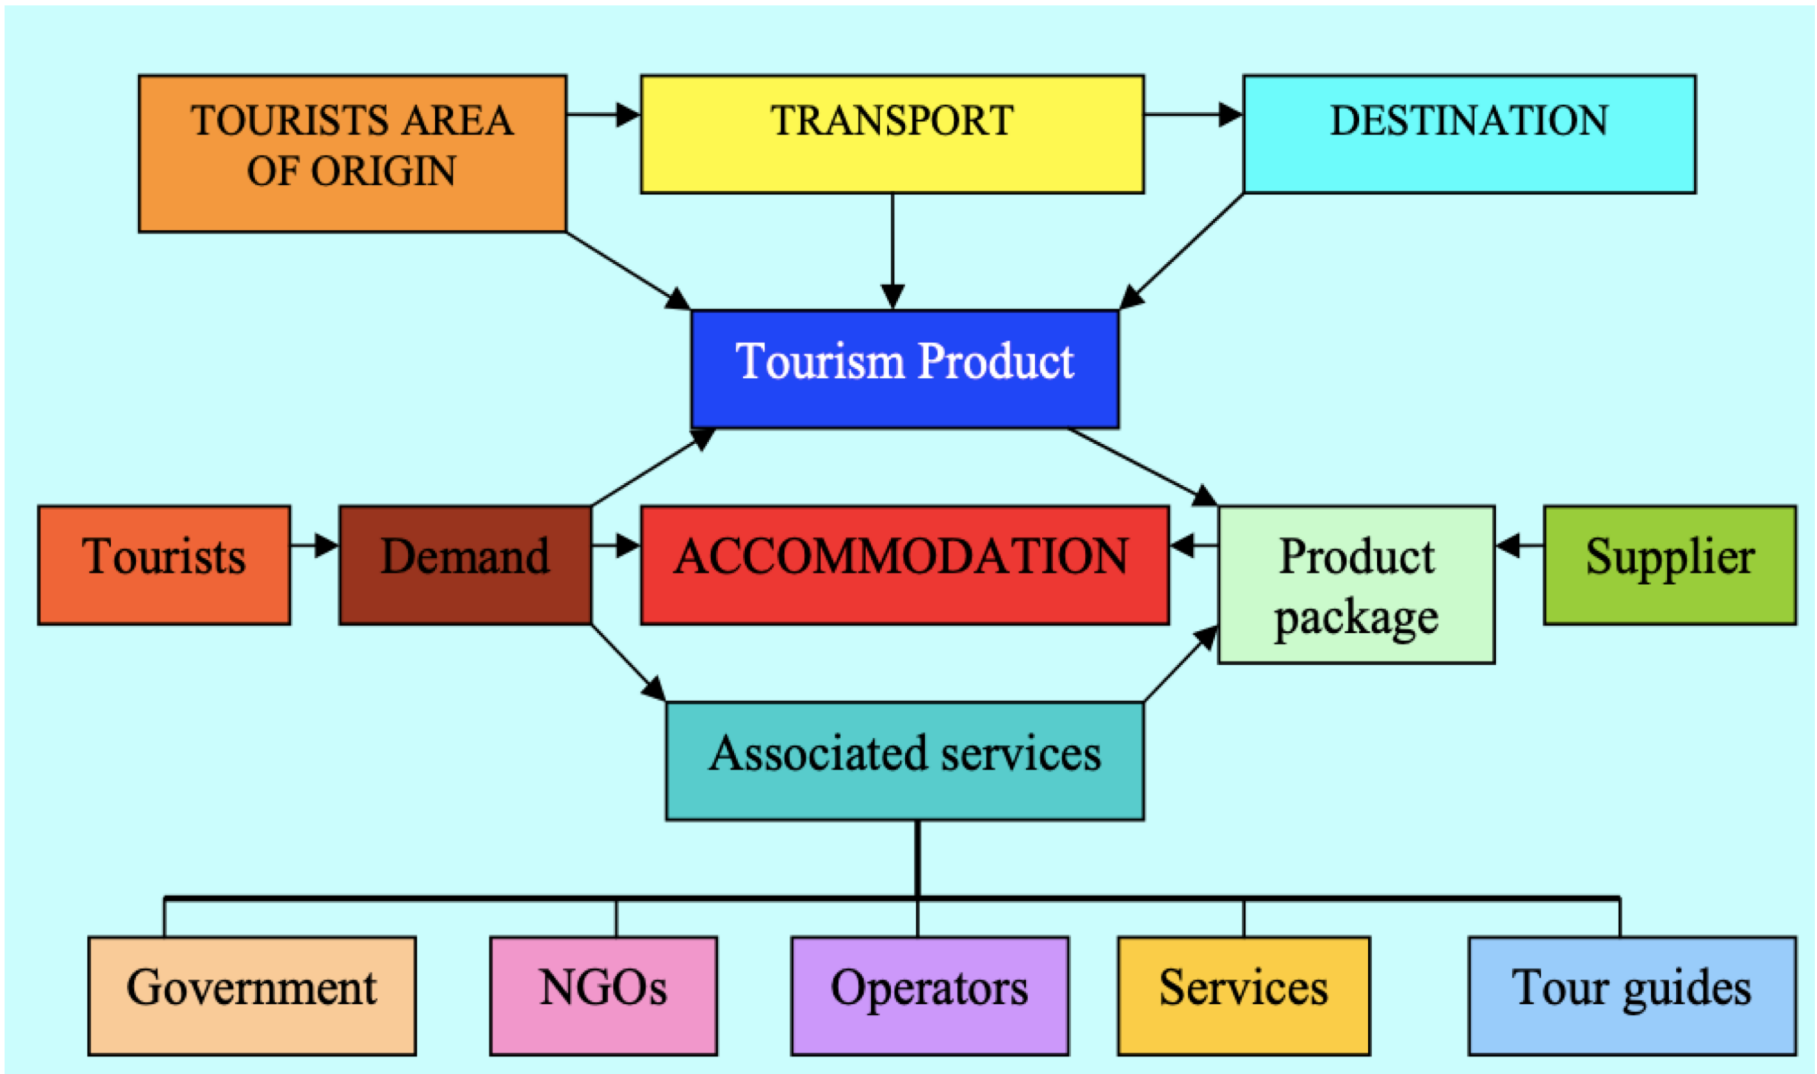 TOURISTS AREA
OF ORIGIN
TRANSPORT
DESTINATION
Tourism Product
Tourists
Demand
ACCOMMODATION
Product
package
Supplier
Associated services
Government
NGOs
Operators
Services
Tour guides